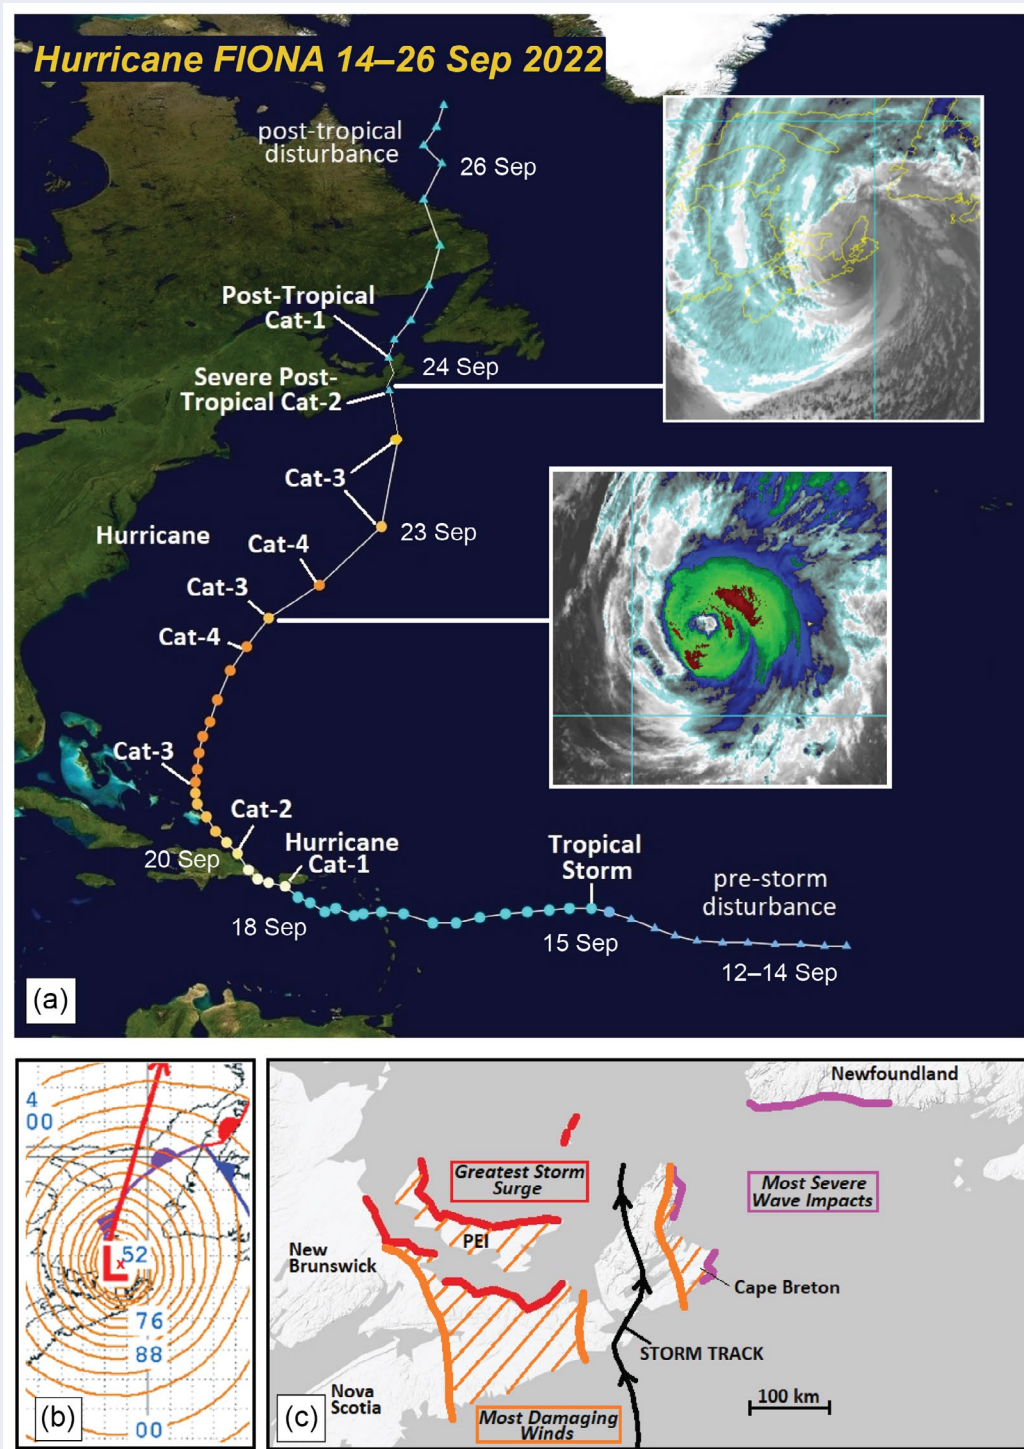 Hurricane FIONA 14–26 Sep 2022
post-tropical
disturbance
26 Sep
Post-Tropical
Cat-1
24 Sep
Severe Post-
Tropical Cat-2
Cat-3
23 Sep
Hurricane
Cat-4
Cat-3
Cat-4
Cat-3
Cat-2
20 Sep
Hurricane
Cat-1
18 Sep
Tropical
Storm
15 Sep
pre-storm
disturbance
12–14 Sep
(a)
4
00
L
x
52
76
88
00
(b)
Newfoundland
Greatest Storm
Surge
Most Severe
Wave Impacts
PEI
New
Brunswick
Cape Breton
STORM TRACK
100 km
Nova
Scotia
Most Damaging
Winds
(c)